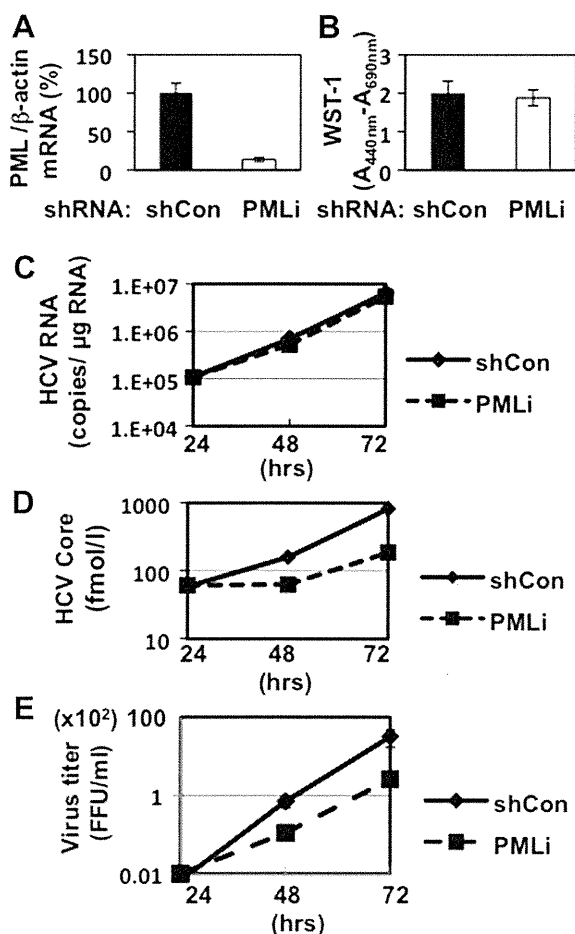 A
PML /β-actin
mRNA (%)
150
100
50
0
shRNA: shCon PMLi
B
WST-1
(A440nm-A690nm)
3
2
1
0
shRNA: shCon PMLi
C
HCV RNA
(copies/ μg RNA)
1.E+07
1.E+06
1.E+05
1.E+04
24 48 72
(hrs)
shCon
PMLi
D
HCV Core
(fmol/l)
1000
100
10
24 48 72
(hrs)
shCon
PMLi
E
(x10²)
Virus titer
(FFU/ml)
100
1
0.01
24 48 72
(hrs)
shCon
PMLi